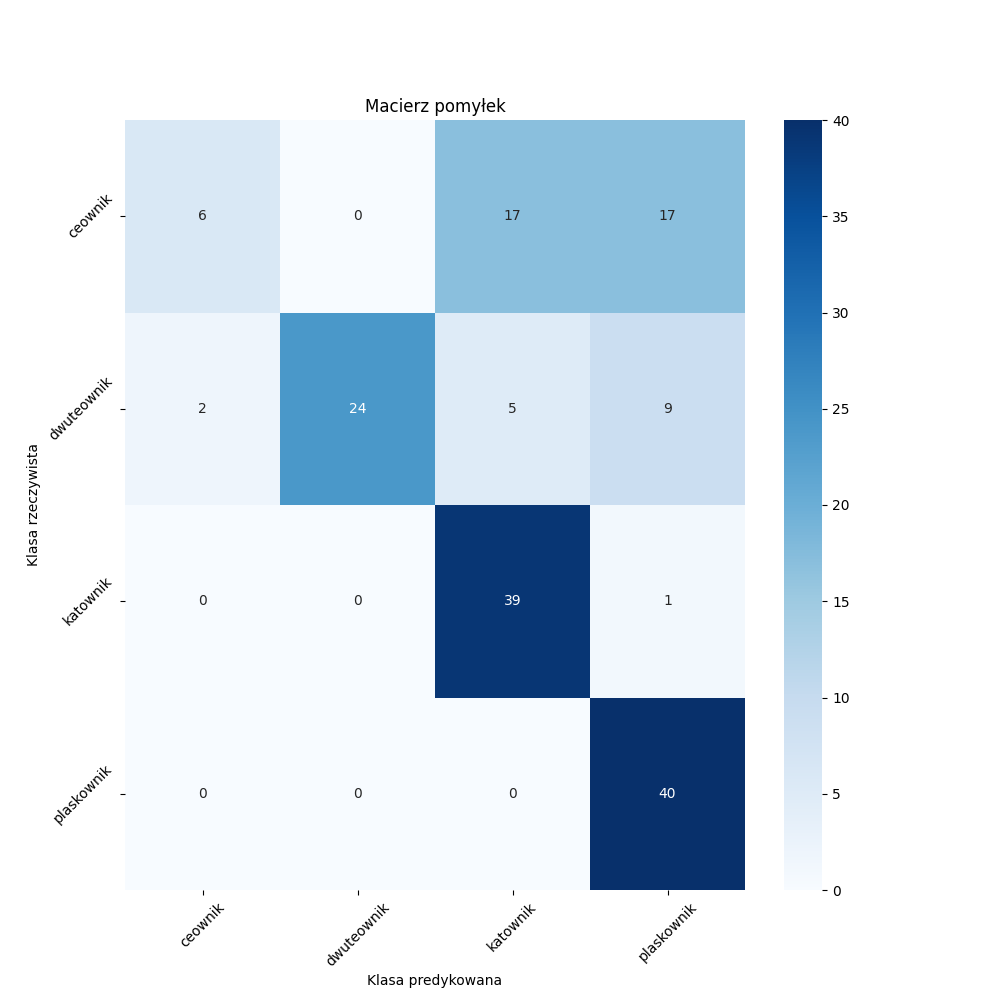 Macierz pomyłek
40
ceownik 6 0 17 17
35
30
dwuteownik 2 24 5 9
25
20
Klasa rzeczywista
katownik 0 0 39 1
15
10
plaskownik 0 0 0 40
5
0
ceownik dwuteownik katownik plaskownik
Klasa predykowana